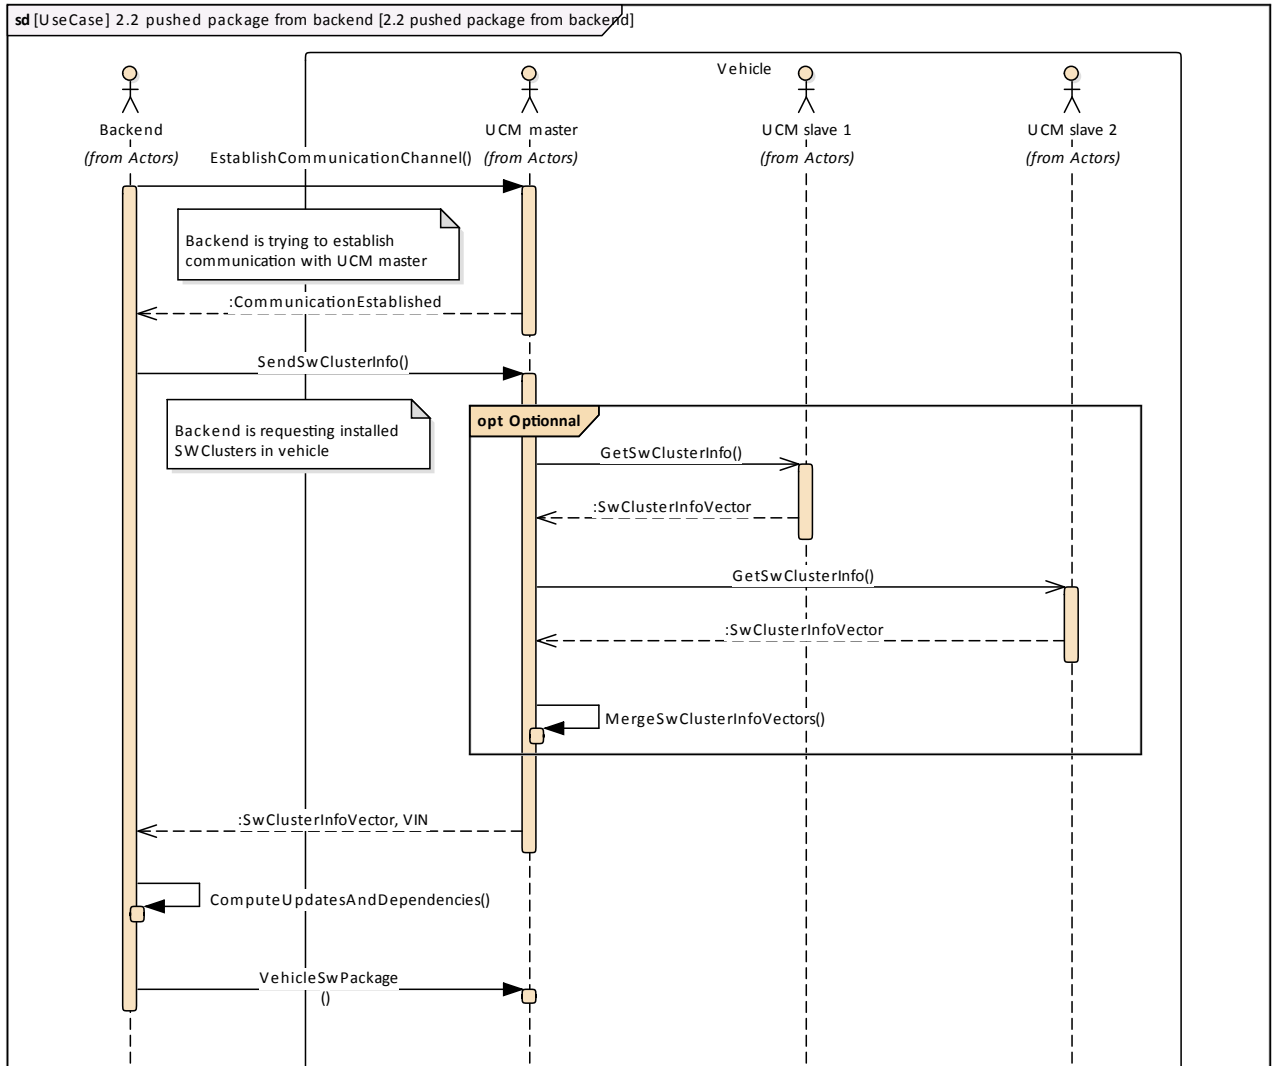 sd [UseCase] 2.2 pushed package from backend [2.2 pushed package from backend]
Vehicle
Backend
(from Actors)
UCM master
(from Actors)
UCM slave 1
(from Actors)
UCM slave 2
(from Actors)
EstablishCommunicationChannel()
Backend is trying to establish
communication with UCM master
:CommunicationEstablished
SendSwClusterInfo()
Backend is requesting installed
SWClusters in vehicle
opt Optionnal
GetSwClusterInfo()
:SwClusterInfoVector
GetSwClusterInfo()
:SwClusterInfoVector
MergeSwClusterInfoVectors()
:SwClusterInfoVector, VIN
ComputeUpdatesAndDependencies()
VehicleSwPackage
()